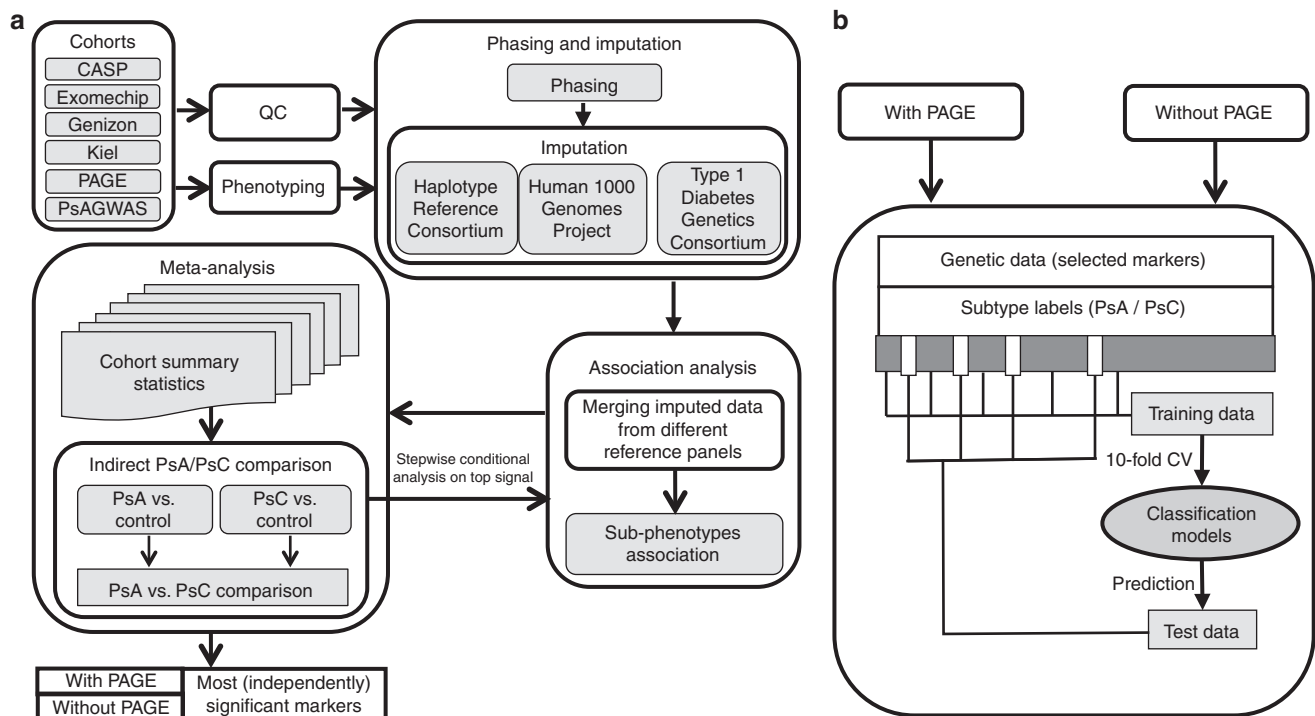 a
Cohorts
CASP
Exomechip
Genizon
Kiel
PAGE
PsAGWAS
QC
Phenotyping
Phasing and imputation
Phasing
Imputation
Haplotype
Reference
Consortium
Human 1000
Genomes
Project
Type 1
Diabetes
Genetics
Consortium
Meta-analysis
Cohort summary
statistics
Indirect PsA/PsC comparison
PsA vs.
control
PsC vs.
control
PsA vs. PsC comparison
Stepwise conditional
analysis on top signal
Association analysis
Merging imputed data
from different
reference panels
Sub-phenotypes
association
With PAGE
Without PAGE
Most (independently)
significant markers
b
With PAGE
Without PAGE
Genetic data (selected markers)
Subtype labels (PsA / PsC)
Training data
10-fold CV
Classification
models
Prediction
Test data